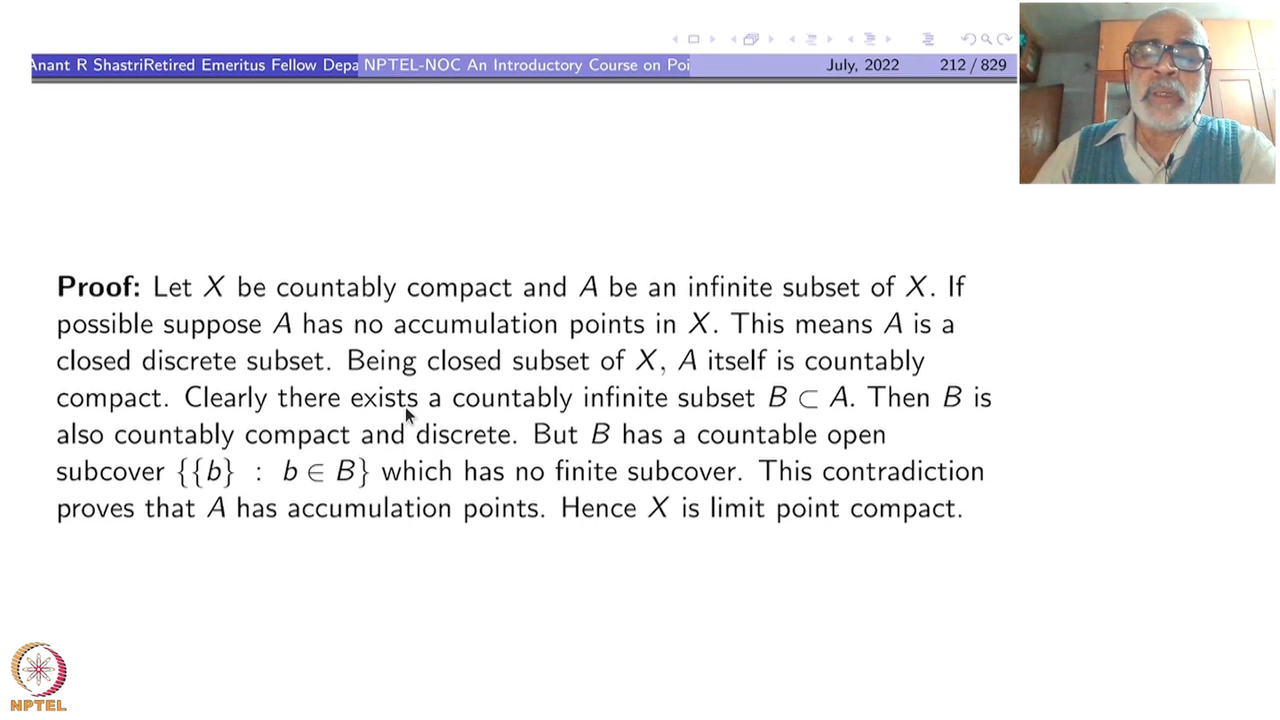 Anant R ShastriRetired Emeritus Fellow Depa NPTEL-NOC An Introductory Course on Poi July, 2022 212 / 829
Proof: Let X be countably compact and A be an infinite subset of X. If
possible suppose A has no accumulation points in X. This means A is a
closed discrete subset. Being closed subset of X, A itself is countably
compact. Clearly there exists a countably infinite subset B ⊂ A. Then B is
also countably compact and discrete. But B has a countable open
subcover {{b} : b ∈ B} which has no finite subcover. This contradiction
proves that A has accumulation points. Hence X is limit point compact.
NPTEL